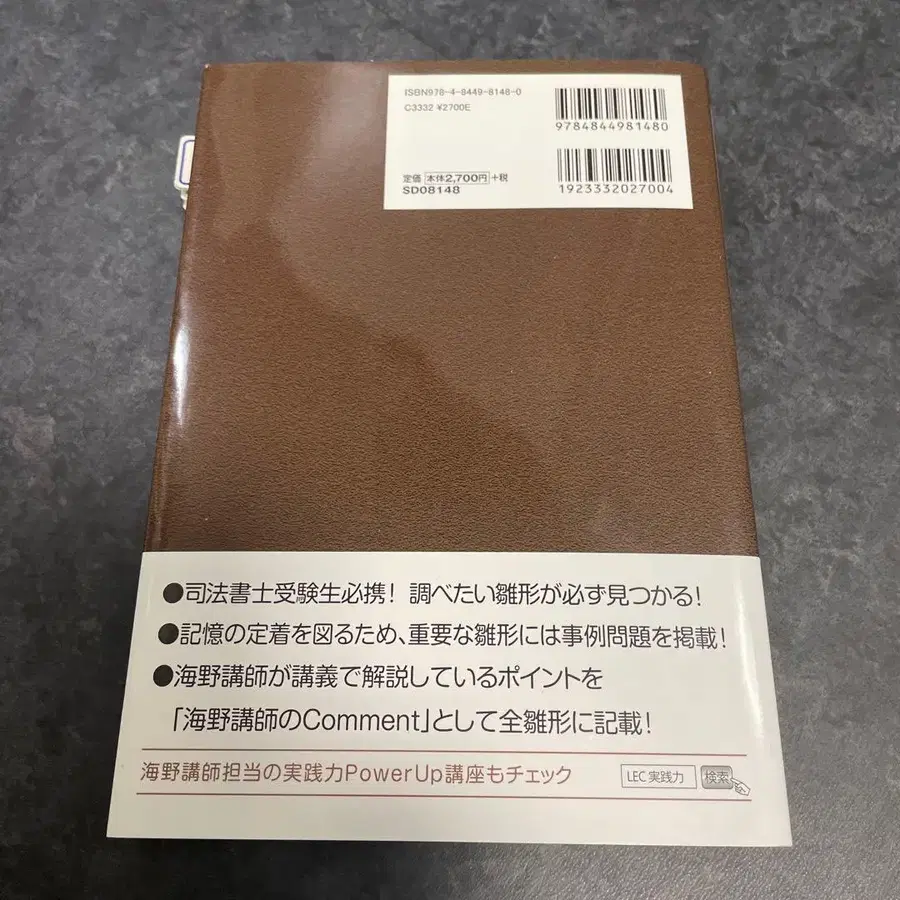 ISBN978-4-8449-8148-0
C3332 ¥2700E
9784844981480
定価 本体2,700円 +税
SD08148
1923332027004
●司法書士受験生必携！ 調べたい雛形が必ず見つかる！
●記憶の定着を図るため、重要な雛形には事例問題を掲載！
●海野講師が講義で解説しているポイントを
「海野講師のComment」として全雛形に記載！
海野講師担当の実践力PowerUp講座もチェック
LEC 実践力 検索